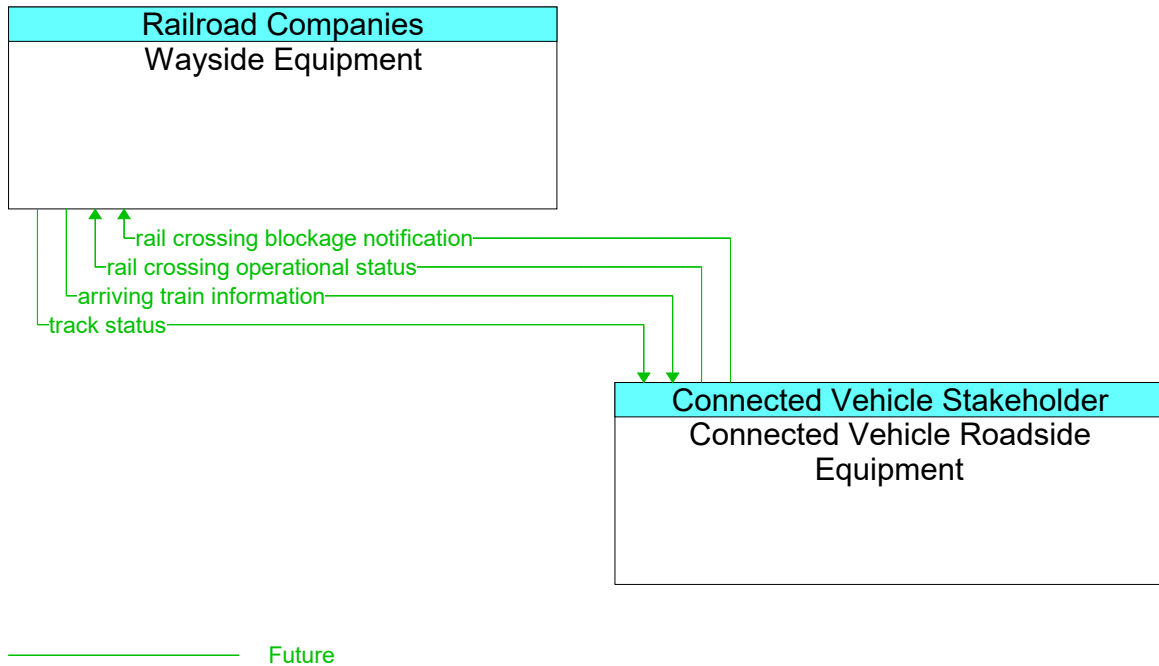 Railroad Companies
Wayside Equipment
rail crossing blockage notification
rail crossing operational status
arriving train information
track status
Connected Vehicle Stakeholder
Connected Vehicle Roadside
Equipment
Future